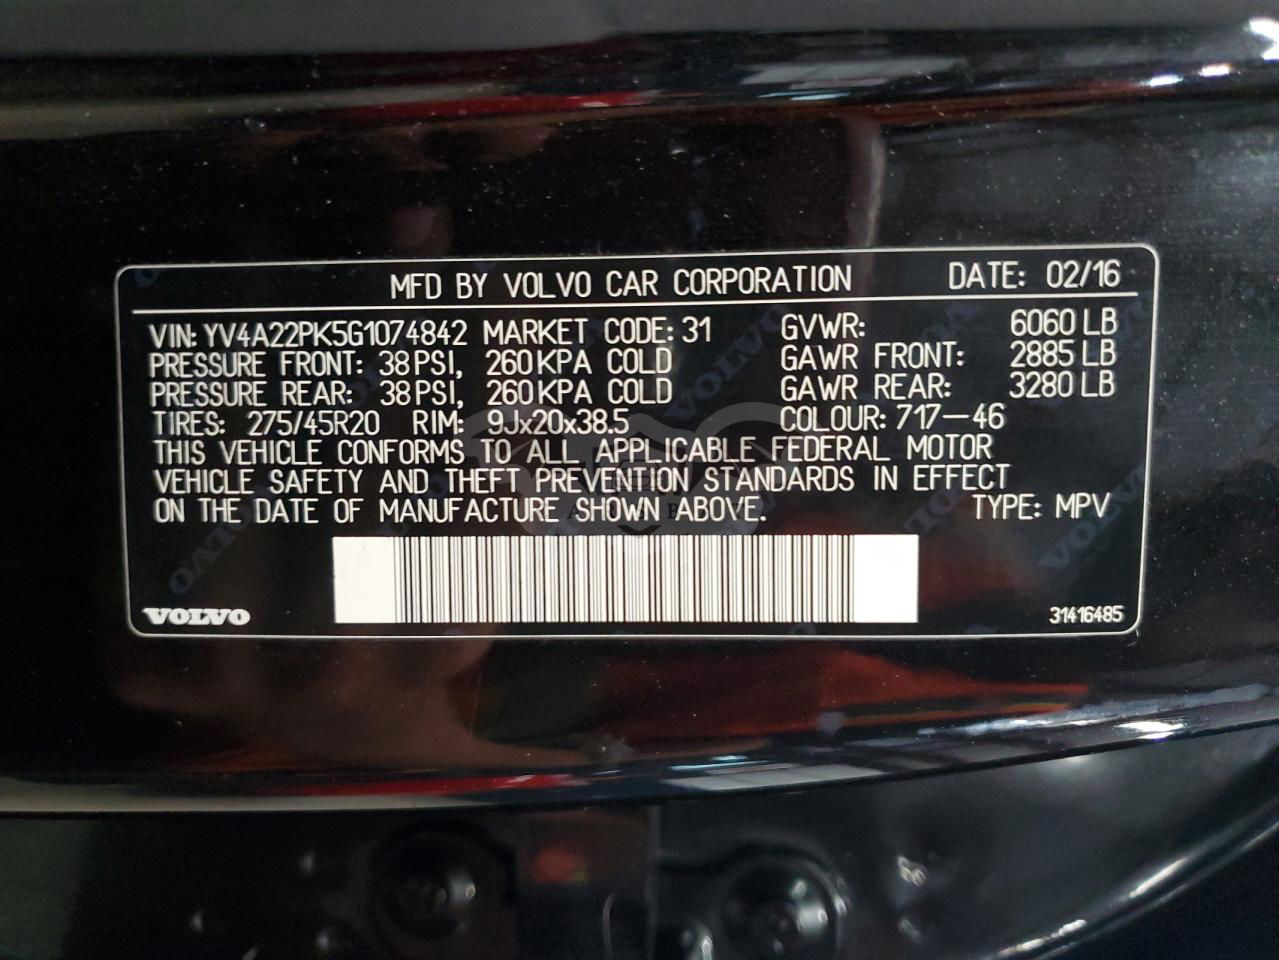 MFD BY VOLVO CAR CORPORATION DATE: 02/16
VIN: YV4A22PK5G1074842 MARKET CODE: 31 GVWR: 6060 LB
PRESSURE FRONT: 38 PSI, 260 KPA COLD GAWR FRONT: 2885 LB
PRESSURE REAR: 38 PSI, 260 KPA COLD GAWR REAR: 3280 LB
TIRES: 275/45R20 RIM: 9Jx20x38.5 COLOUR: 717-46
THIS VEHICLE CONFORMS TO ALL APPLICABLE FEDERAL MOTOR
VEHICLE SAFETY AND THEFT PREVENTION STANDARDS IN EFFECT
ON THE DATE OF MANUFACTURE SHOWN ABOVE. TYPE: MPV
VOLVO 31416485